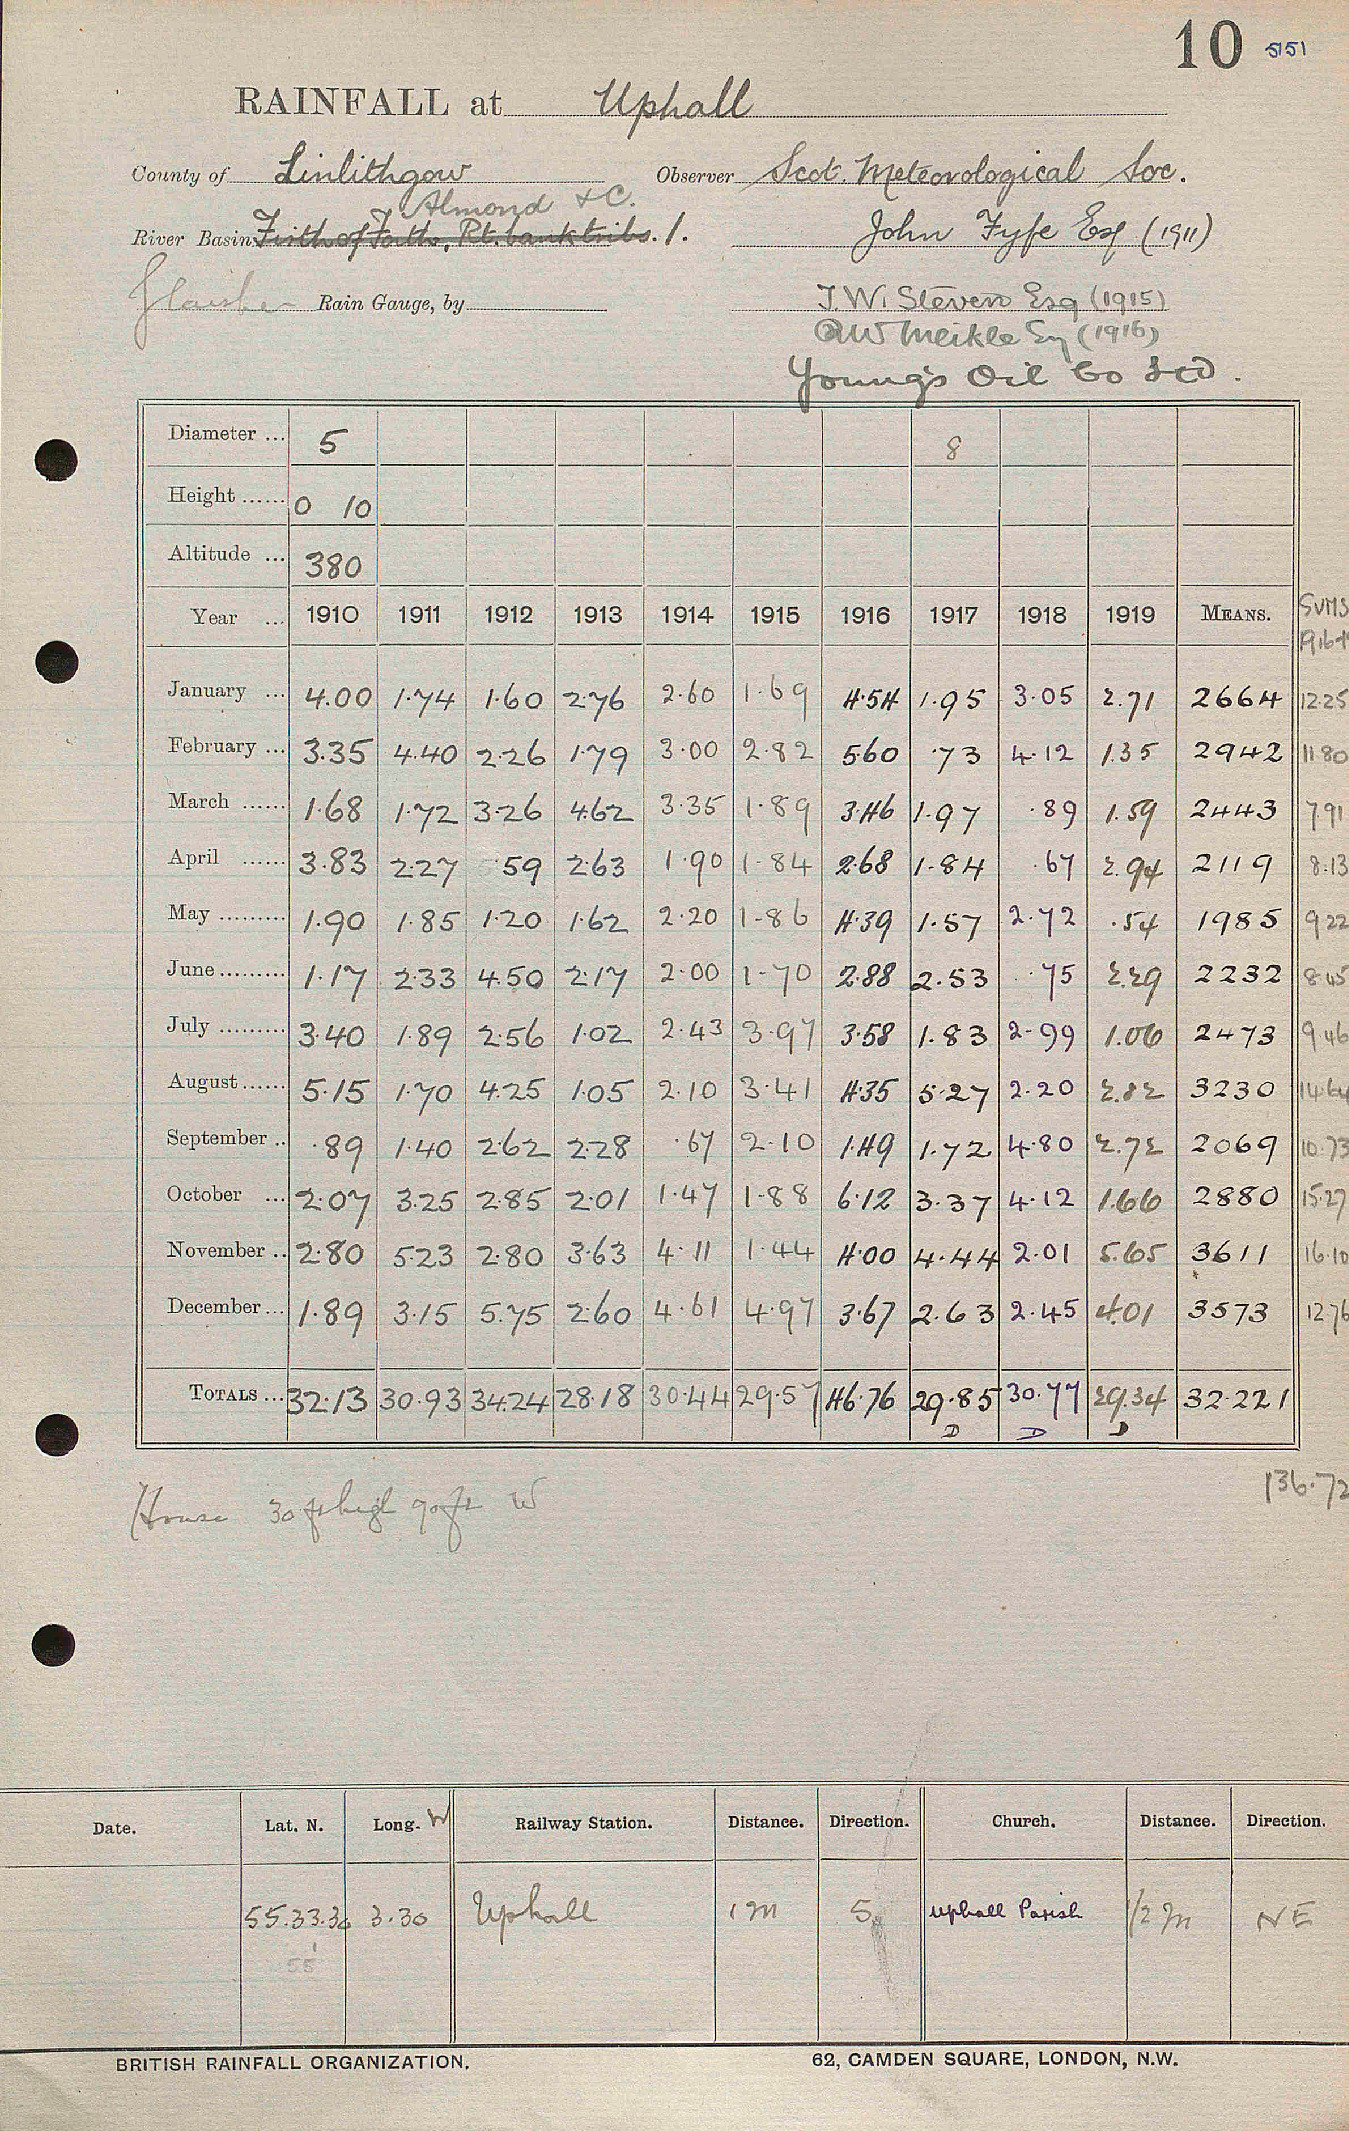 10 551
RAINFALL at Uphall
County of Linlithgow Observer Scot. Meteorological Soc.
Almond & C.
River Basin Firth of Forth, Rt. bank tribs. 1. John Fyfe Esq (1911)
Glaisher Rain Gauge, by J. W. Steven Esq (1915)
W Meikle Esq (1916)
Young's Oil Co Ltd.
Diameter ... 5 8
Height ...... 0 10
Altitude ... 380
Year ... 1910 1911 1912 1913 1914 1915 1916 1917 1918 1919 MEANS. SUMS
January ... 4.00 1.74 1.60 2.76 2.60 1.69 4.54 1.95 3.05 2.71 2664 12.25
February ... 3.35 4.40 2.26 1.79 3.00 2.82 5.60 .73 4.12 1.35 2942 11.80
March ...... 1.68 1.72 3.26 4.62 3.35 1.89 3.46 1.97 .89 1.59 2443 7.91
April ...... 3.83 2.27 .59 2.63 1.90 1.84 2.68 1.84 .67 2.94 2119 8.13
May ......... 1.90 1.85 1.20 1.62 2.20 1.86 4.39 1.57 2.72 .54 1985 9.22
June ......... 1.17 2.33 4.50 2.17 2.00 1.70 2.88 2.53 .75 2.29 2232 8.45
July ......... 3.40 1.89 2.56 1.02 2.43 3.97 3.58 1.83 2.99 1.06 2473 9.46
August ...... 5.15 1.70 4.25 1.05 2.10 3.41 4.35 5.27 2.20 2.82 3230 14.64
September .. .89 1.40 2.62 2.28 .67 2.10 1.49 1.72 4.80 2.72 2069 10.73
October ... 2.07 3.25 2.85 2.01 1.47 1.88 6.12 3.37 4.12 1.66 2880 15.27
November .. 2.80 5.23 2.80 3.63 4.11 1.44 4.00 4.44 2.01 5.65 3611 16.10
December ... 1.89 3.15 5.75 2.60 4.61 4.97 3.67 2.63 2.45 4.01 3573 12.76
TOTALS ... 32.13 30.93 34.24 28.18 30.44 29.57 46.76 29.85 30.77 29.34 32.221
D D D
136.72
House 30 ft high 90 ft W
Date. Lat. N. Long. W Railway Station. Distance. Direction. Church. Distance. Direction.
55.33.30 3.30 Uphall 1 m S Uphall Parish 1/2 m NE
55
BRITISH RAINFALL ORGANIZATION. 62, CAMDEN SQUARE, LONDON, N.W.